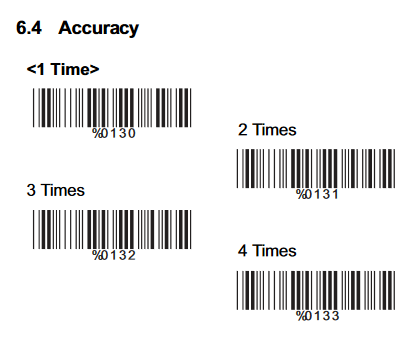 6.4 Accuracy
<1 Time>
%0130
2 Times
%0131
3 Times
%0132
4 Times
%0133